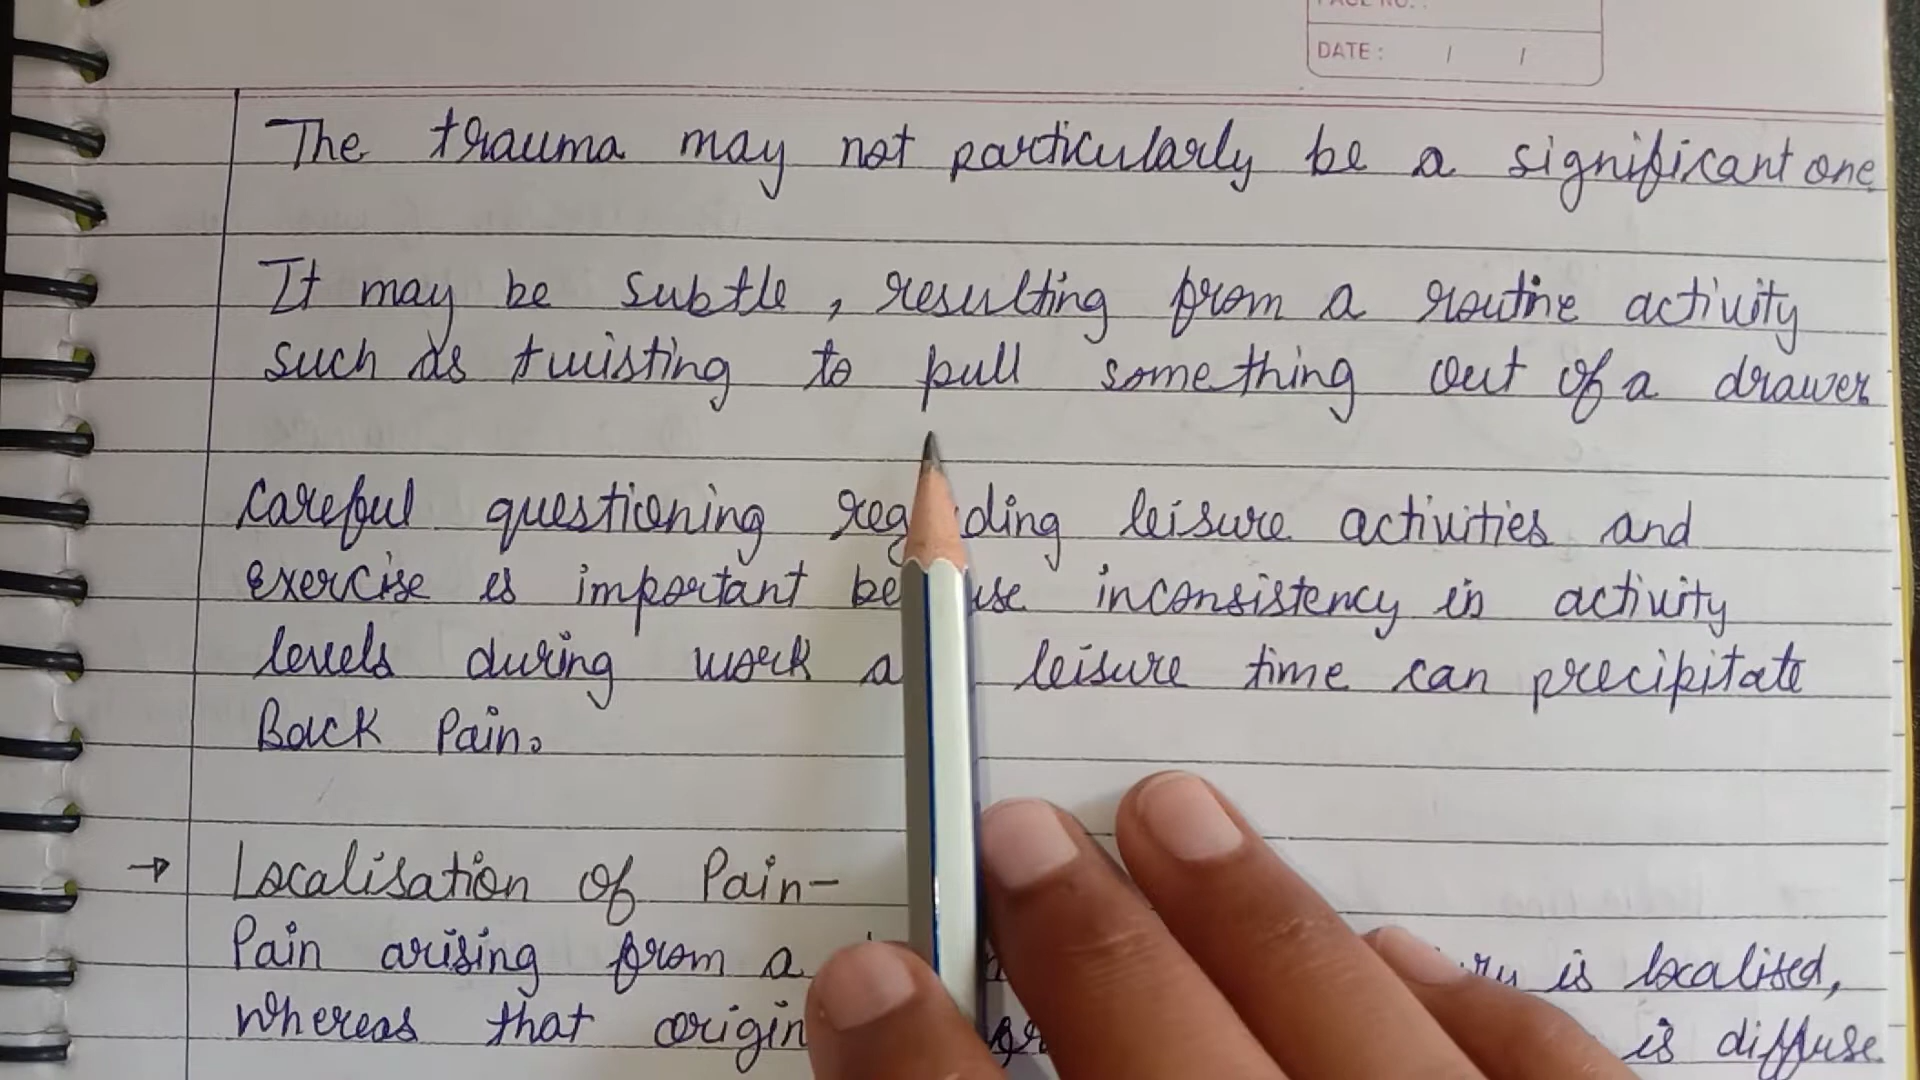 PAGE NO.:
DATE : / /
The trauma may not particularly be a significant one
It may be subtle, resulting from a routine activity
such as twisting to pull something out of a drawer
Careful questioning regarding leisure activities and
exercise is important because inconsistency in activity
levels during work a leisure time can precipitate
Back Pain.
→ Localisation of Pain-
Pain arising from a is localised,
whereas that origin is diffuse